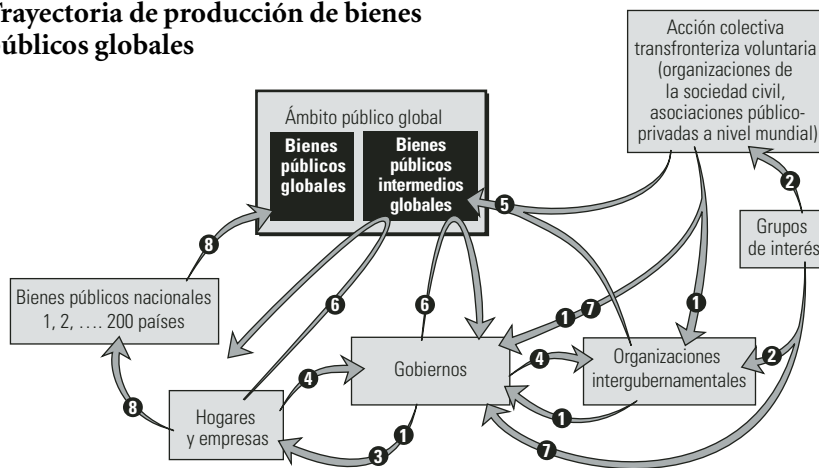 rayectoria de producción de bienes
úblicos globales
Acción colectiva
transfronteriza voluntaria
(organizaciones de
la sociedad civil,
asociaciones público-
privadas a nivel mundial)
Ámbito público global
Bienes
públicos
globales
Bienes
públicos
intermedios
globales
Grupos
de interés
Bienes públicos nacionales
1, 2, .... 200 países
Gobiernos
Organizaciones
intergubernamentales
Hogares
y empresas
2
5
8
6
6
1
7
1
4
4
2
8
1
3
1
7